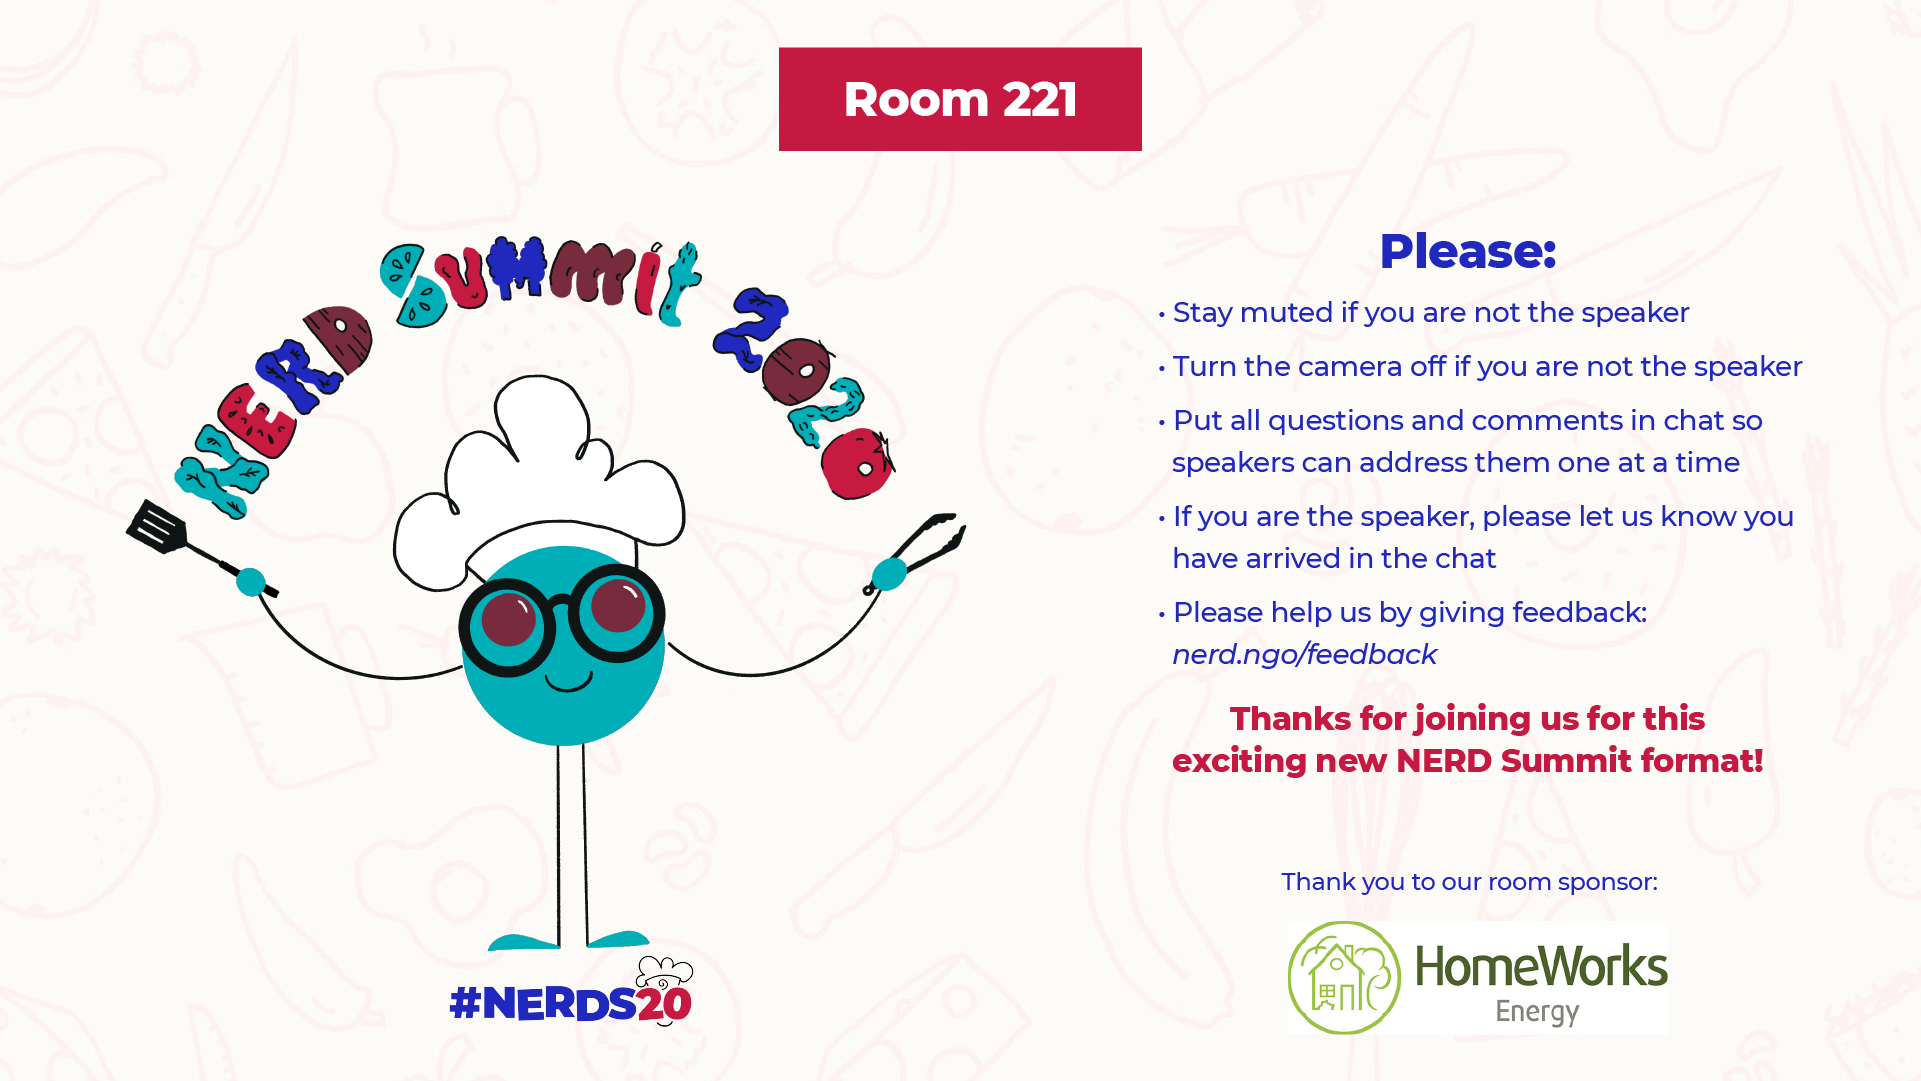 Room 221
NERD Summit 2020
Please:
• Stay muted if you are not the speaker
• Turn the camera off if you are not the speaker
• Put all questions and comments in chat so
speakers can address them one at a time
• If you are the speaker, please let us know you
have arrived in the chat
• Please help us by giving feedback:
nerd.ngo/feedback
Thanks for joining us for this
exciting new NERD Summit format!
Thank you to our room sponsor:
HomeWorks
Energy
#NERDS20